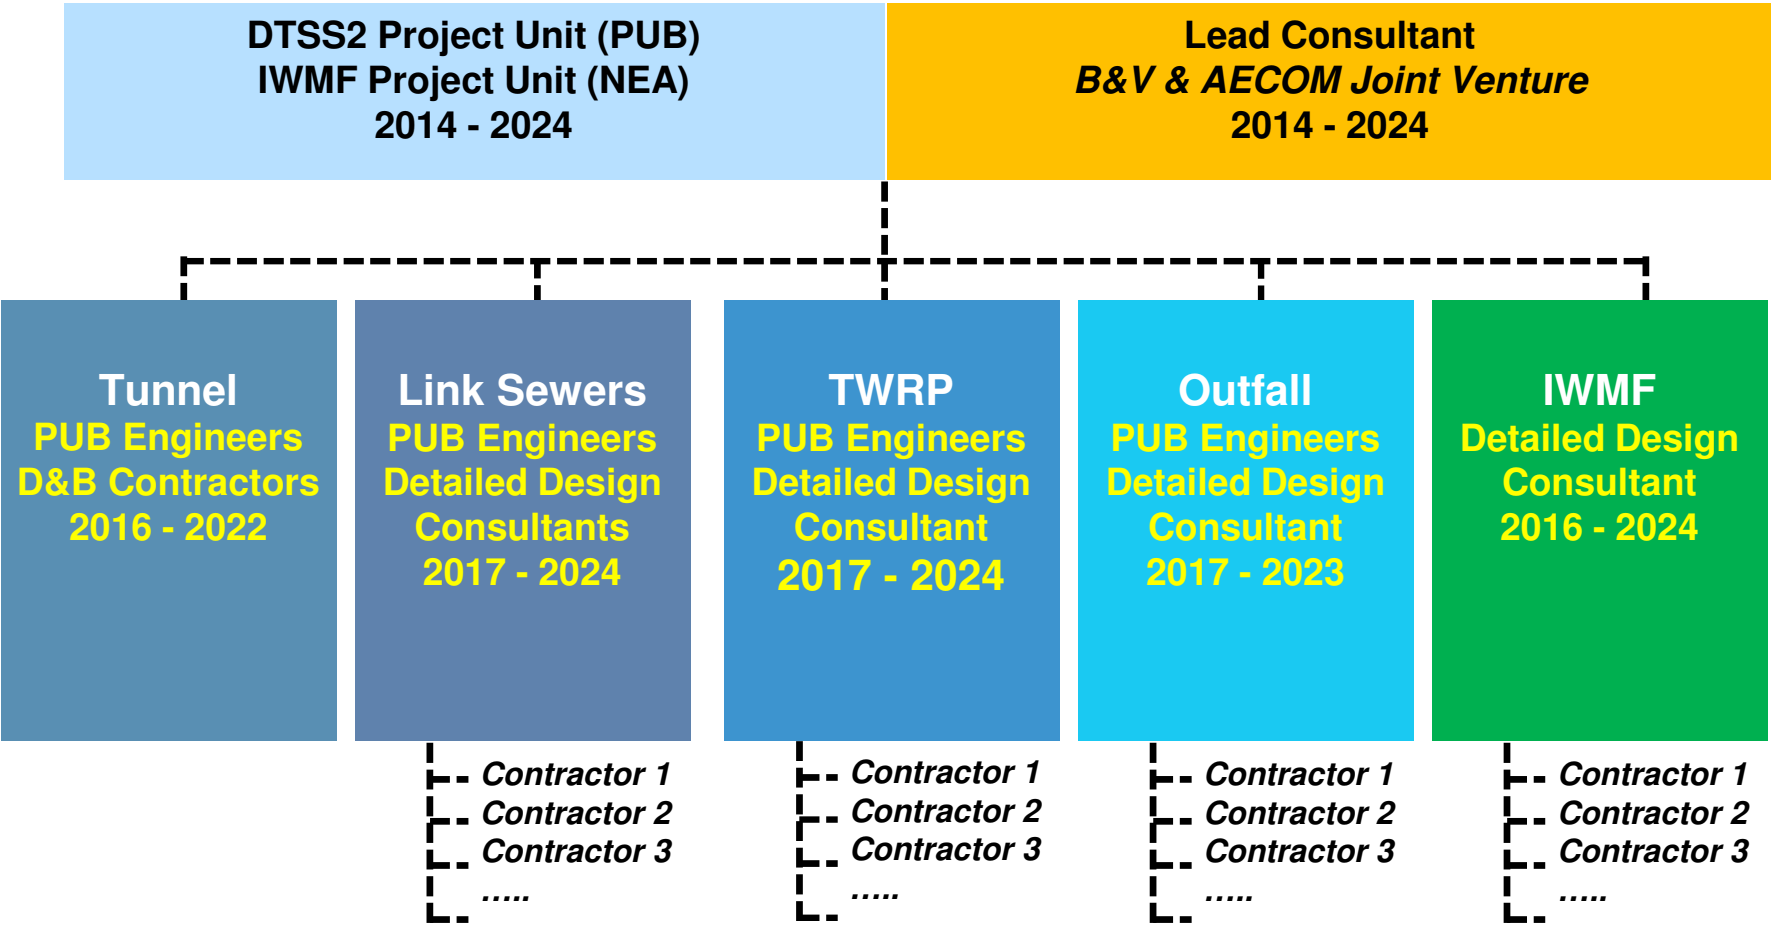 DTSS2 Project Unit (PUB)
IWMF Project Unit (NEA)
2014 - 2024
Lead Consultant
B&V & AECOM Joint Venture
2014 - 2024
Tunnel
PUB Engineers
D&B Contractors
2016 - 2022
Link Sewers
PUB Engineers
Detailed Design
Consultants
2017 - 2024
TWRP
PUB Engineers
Detailed Design
Consultant
2017 - 2024
Outfall
PUB Engineers
Detailed Design
Consultant
2017 - 2023
IWMF
Detailed Design
Consultant
2016 - 2024
Contractor 1
Contractor 2
Contractor 3
…..
Contractor 1
Contractor 2
Contractor 3
…..
Contractor 1
Contractor 2
Contractor 3
…..
Contractor 1
Contractor 2
Contractor 3
…..